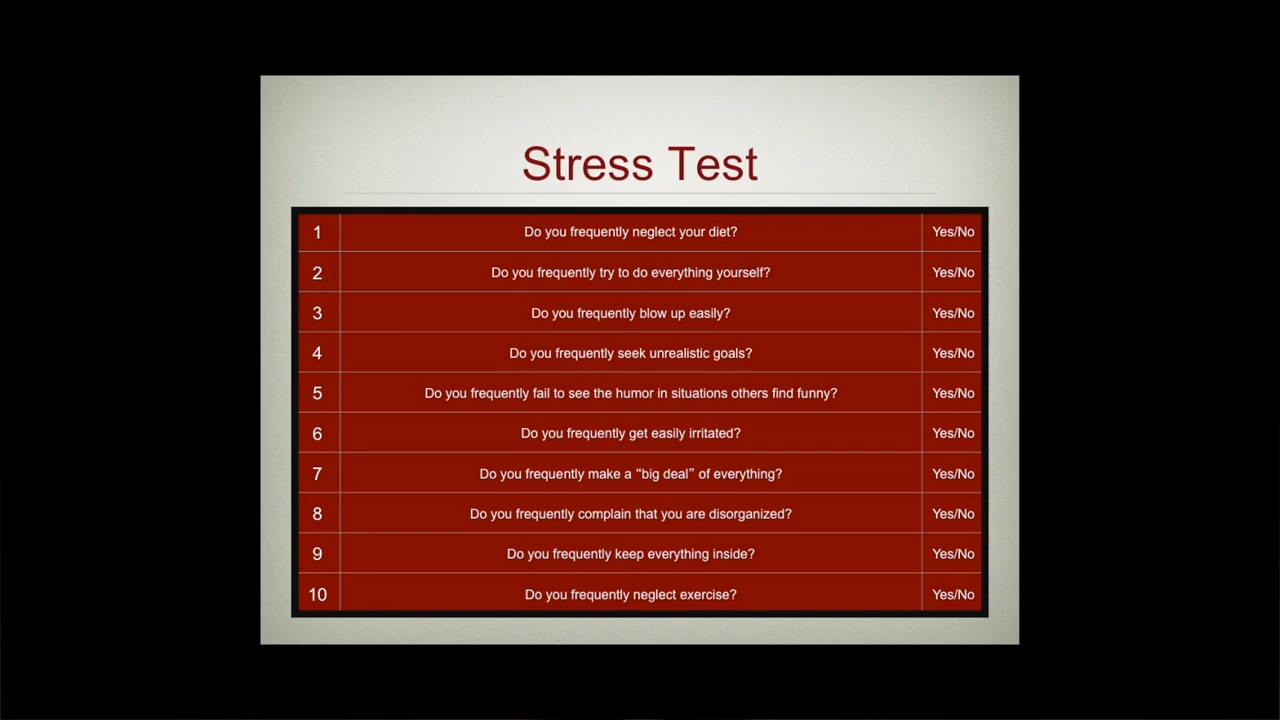 Stress Test
1 Do you frequently neglect your diet? Yes/No
2 Do you frequently try to do everything yourself? Yes/No
3 Do you frequently blow up easily? Yes/No
4 Do you frequently seek unrealistic goals? Yes/No
5 Do you frequently fail to see the humor in situations others find funny? Yes/No
6 Do you frequently get easily irritated? Yes/No
7 Do you frequently make a “big deal” of everything? Yes/No
8 Do you frequently complain that you are disorganized? Yes/No
9 Do you frequently keep everything inside? Yes/No
10 Do you frequently neglect exercise? Yes/No